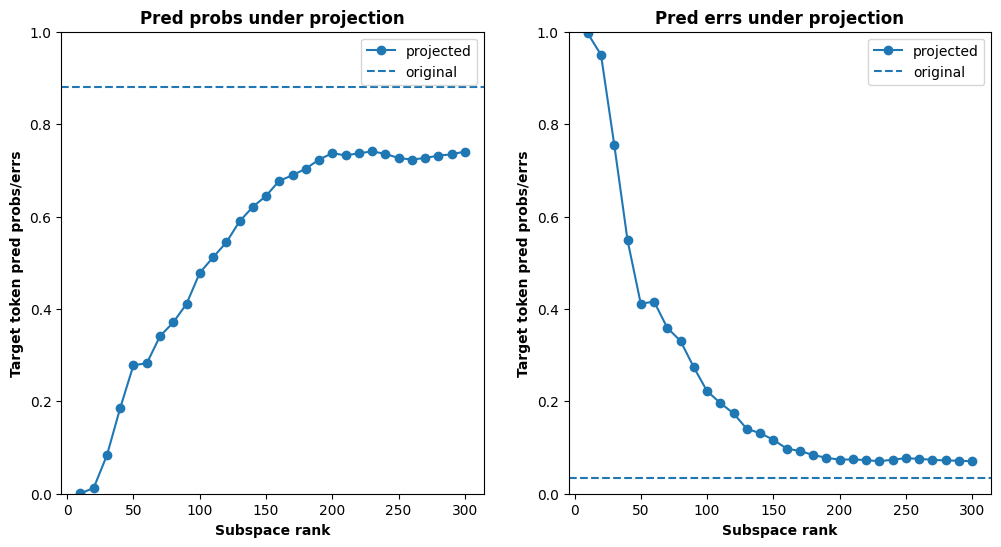 Pred probs under projection
1.0
0.8
0.6
0.4
0.2
0.0
Target token pred probs/errs
projected
original
0 50 100 150 200 250 300
Subspace rank
Pred errs under projection
1.0
0.8
0.6
0.4
0.2
0.0
Target token pred probs/errs
projected
original
0 50 100 150 200 250 300
Subspace rank